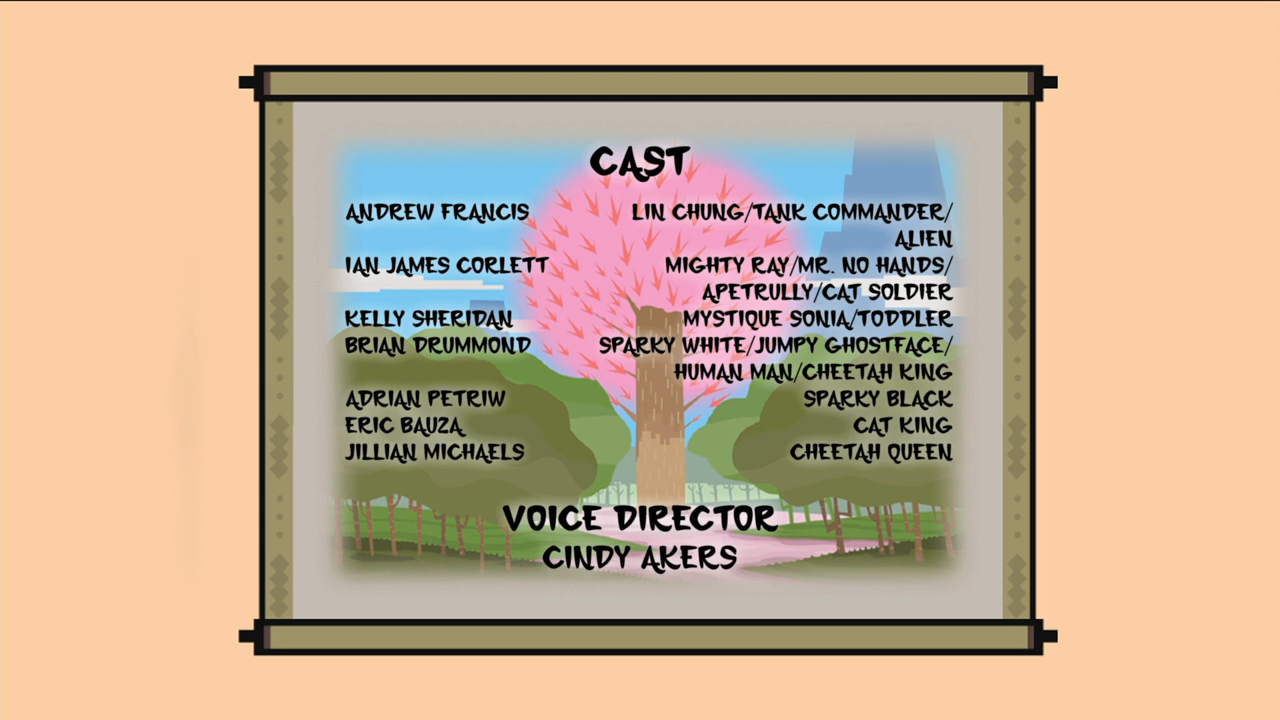 CAST
ANDREW FRANCIS LIN CHUNG/TANK COMMANDER/
ALIEN
IAN JAMES CORLETT MIGHTY RAY/MR. NO HANDS/
APETRULLY/CAT SOLDIER
KELLY SHERIDAN MYSTIQUE SONIA/TODDLER
BRIAN DRUMMOND SPARKY WHITE/JUMPY GHOSTFACE/
HUMAN MAN/CHEETAH KING
ADRIAN PETRIW SPARKY BLACK
ERIC BAUZA CAT KING
JILLIAN MICHAELS CHEETAH QUEEN
VOICE DIRECTOR
CINDY AKERS